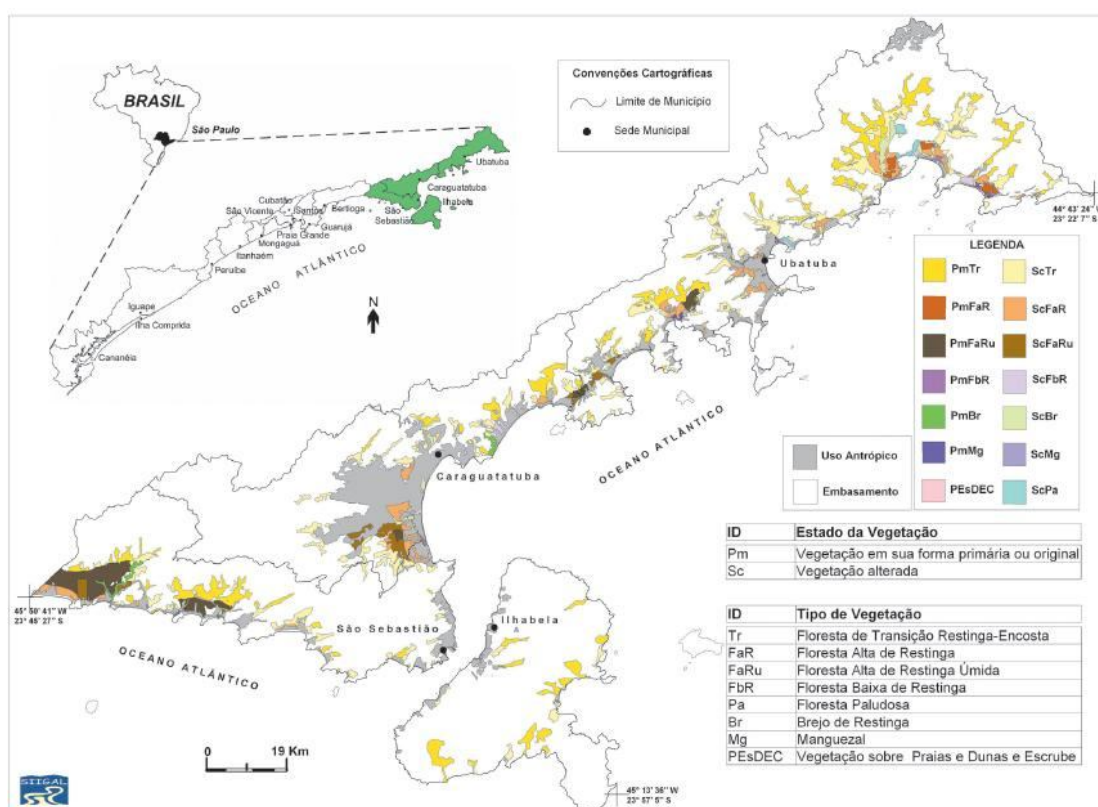 BRASIL
São Paulo
Ubatuba
Caraguatatuba
Ilhabela
São
Sebastião
Cubatão
Santos
Bertioga
São Vicente
Guarujá
Praia Grande
Mongaguá
Itanhaém
Peruíbe
Iguape
Ilha Comprida
Cananéia
OCEANO ATLÂNTICO
N
Convenções Cartográficas
Limite de Município
Sede Municipal
44° 43' 24" W
23° 22' 7" S
Ubatuba
OCEANO ATLÂNTICO
Caraguatatuba
45° 50' 41" W
23° 45' 27" S
São Sebastião
Ilhabela
OCEANO ATLÂNTICO
0 19 Km
45° 13' 36" W
23° 57' 5" S
SIIGAL
LEGENDA
PmTr ScTr
PmFaR ScFaR
PmFaRu ScFaRu
PmFbR ScFbR
PmBr ScBr
PmMg ScMg
PEsDEC ScPa
Uso Antrópico
Embasamento
ID Estado da Vegetação
Pm Vegetação em sua forma primária ou original
Sc Vegetação alterada
ID Tipo de Vegetação
Tr Floresta de Transição Restinga-Encosta
FaR Floresta Alta de Restinga
FaRu Floresta Alta de Restinga Úmida
FbR Floresta Baixa de Restinga
Pa Floresta Paludosa
Br Brejo de Restinga
Mg Manguezal
PEsDEC Vegetação sobre Praias e Dunas e Escrube